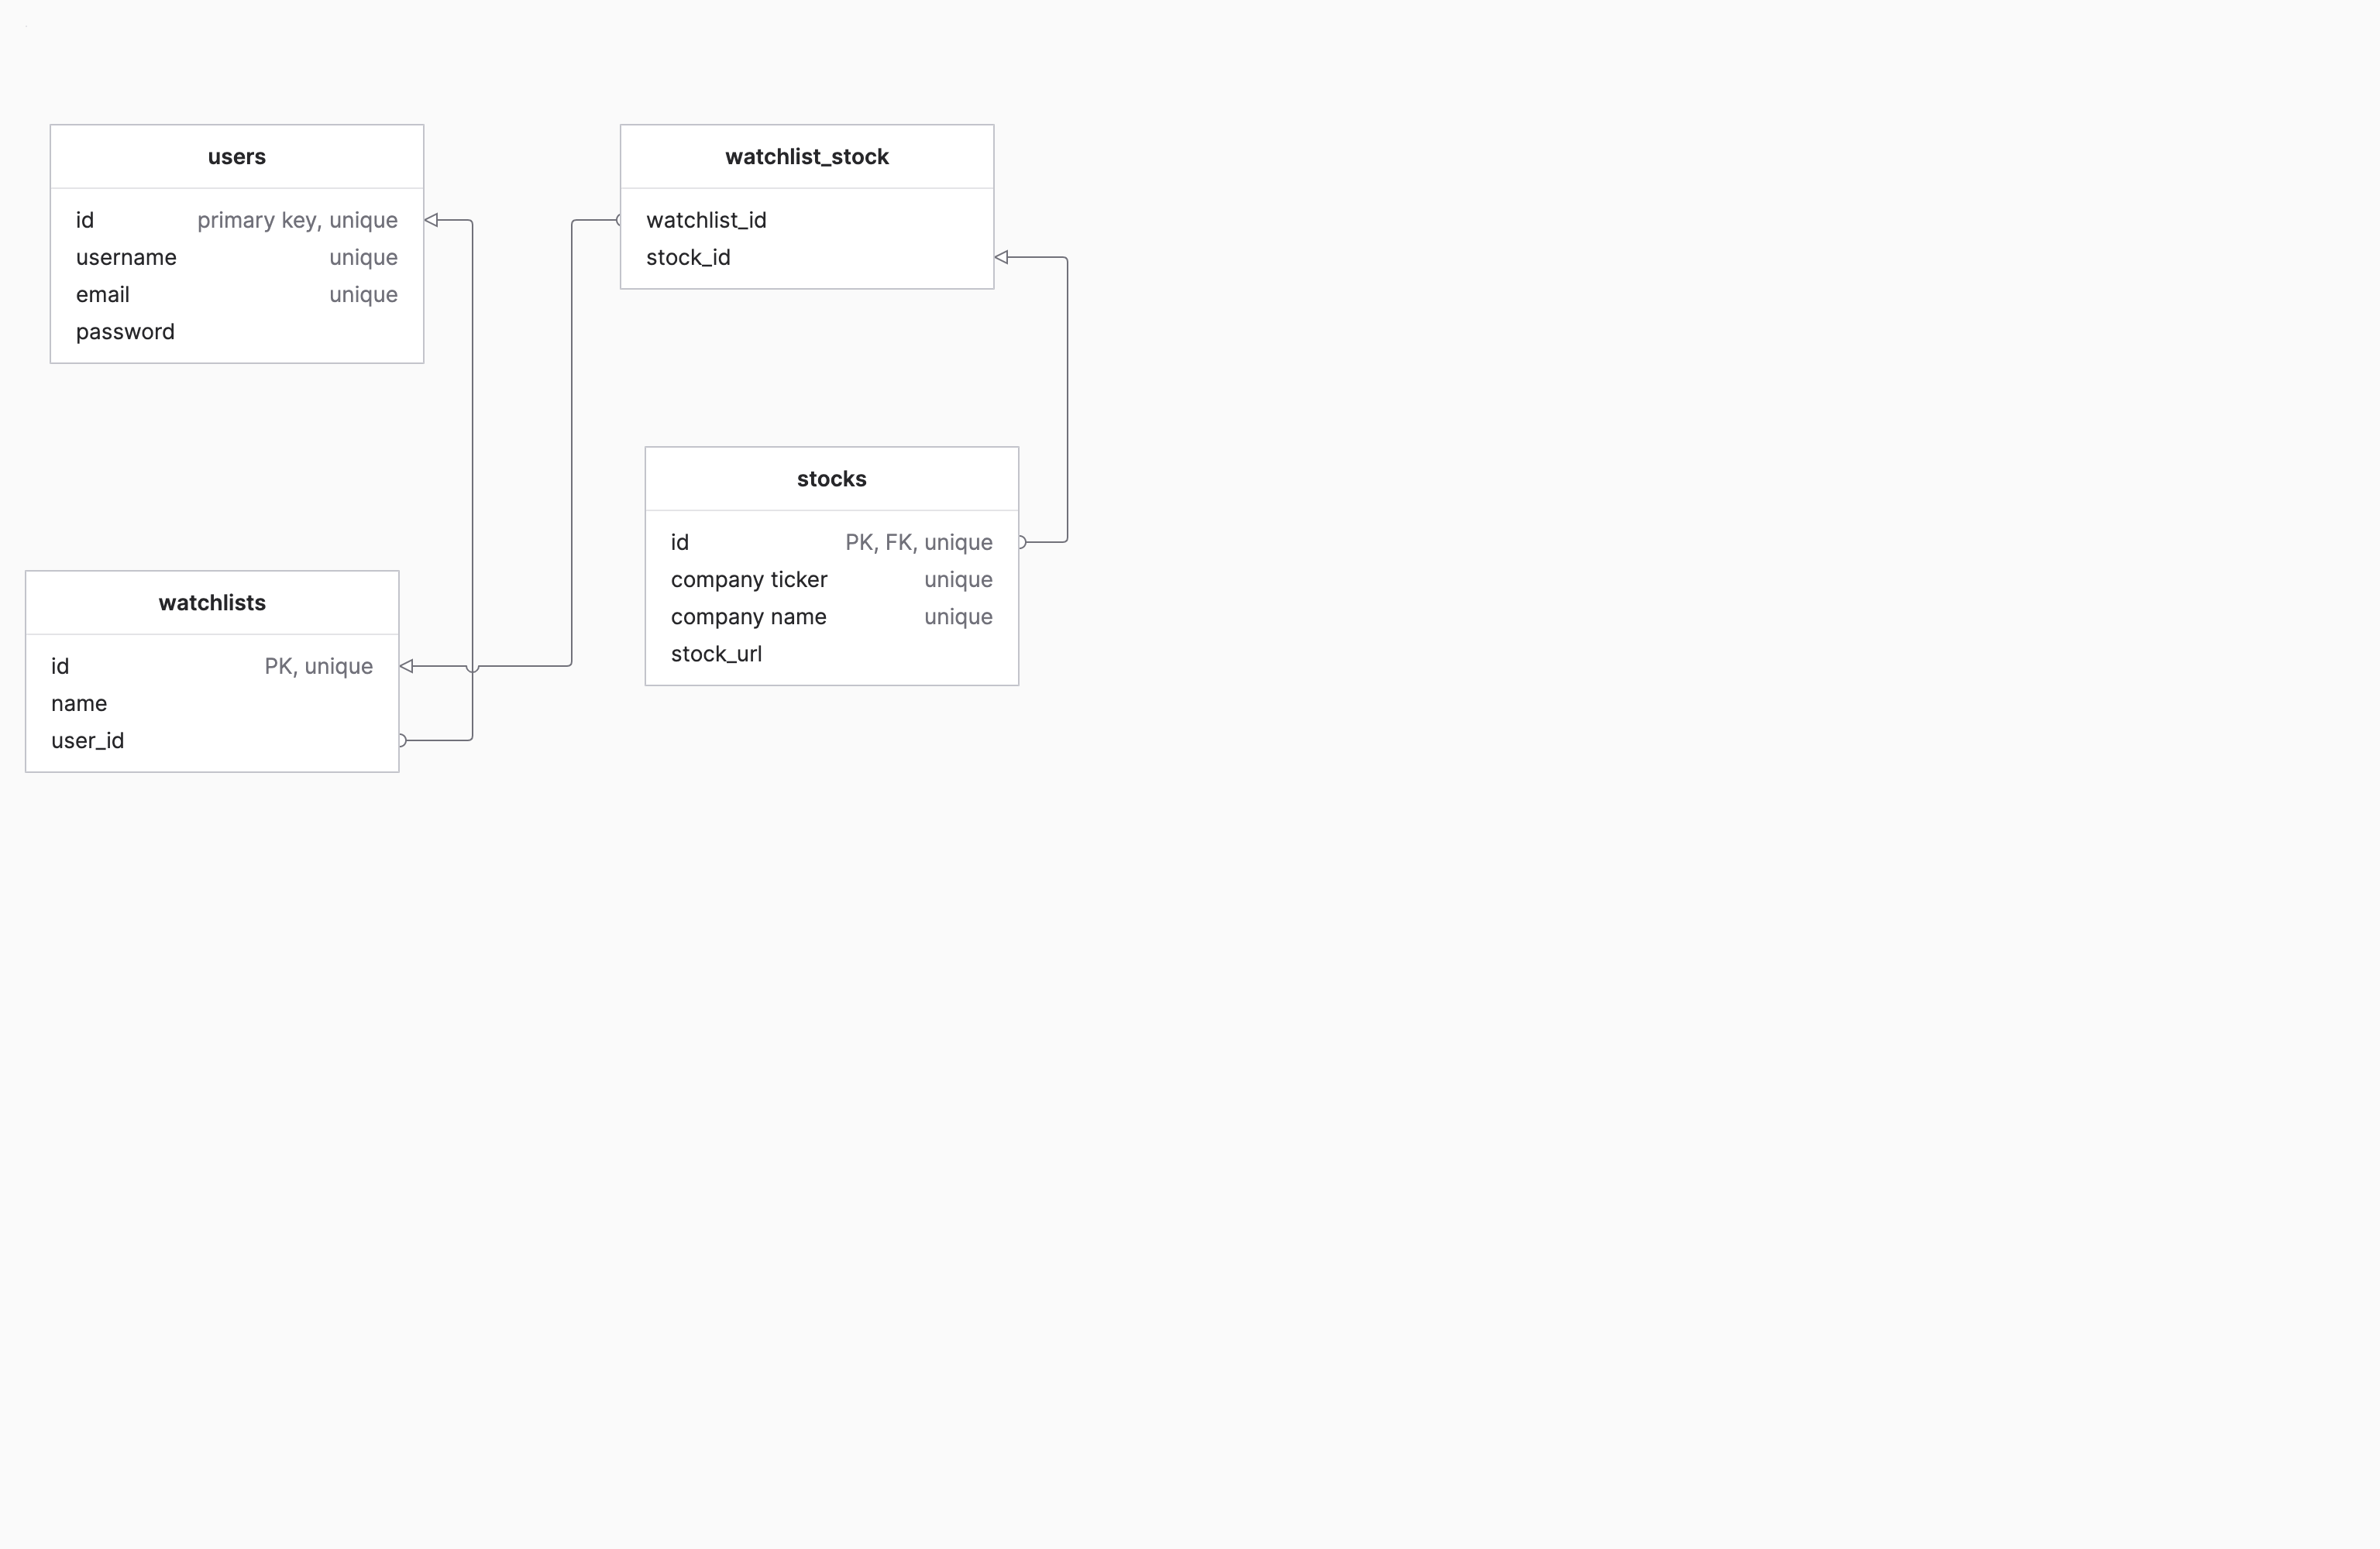 users
id primary key, unique
username unique
email unique
password
watchlist_stock
watchlist_id
stock_id
stocks
id PK, FK, unique
company ticker unique
company name unique
stock_url
watchlists
id PK, unique
name
user_id